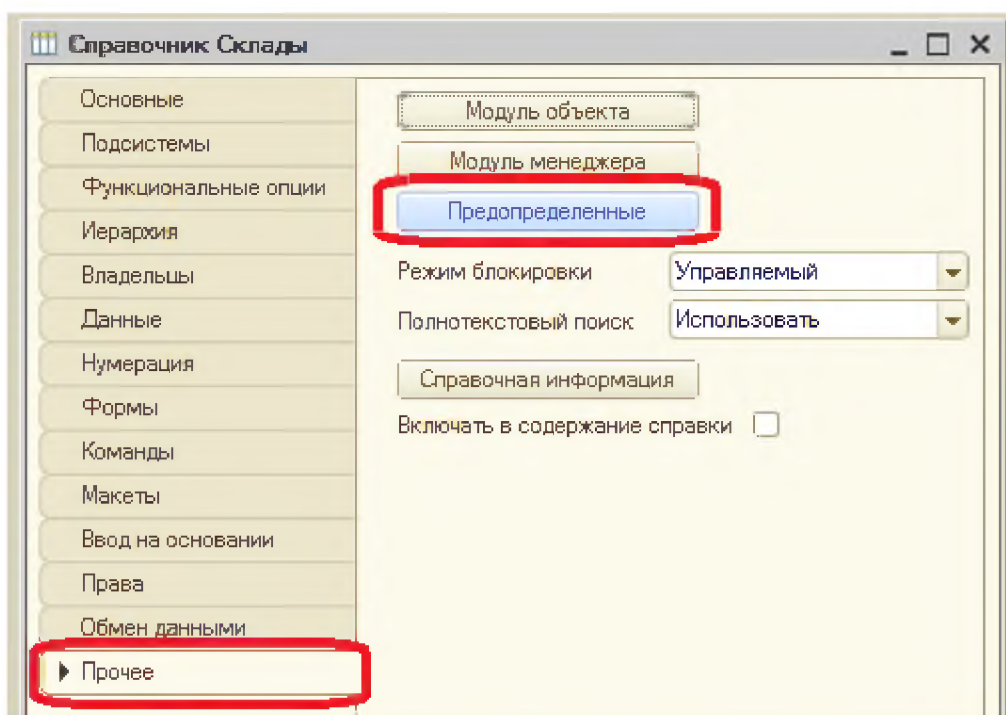 Справочник Склады
Основные
Подсистемы
Функциональные опции
Иерархия
Владельцы
Данные
Нумерация
Формы
Команды
Макеты
Ввод на основании
Права
Обмен данными
Прочее
Модуль объекта
Модуль менеджера
Предопределенные
Режим блокировки Управляемый
Полнотекстовый поиск Использовать
Справочная информация
Включать в содержание справки